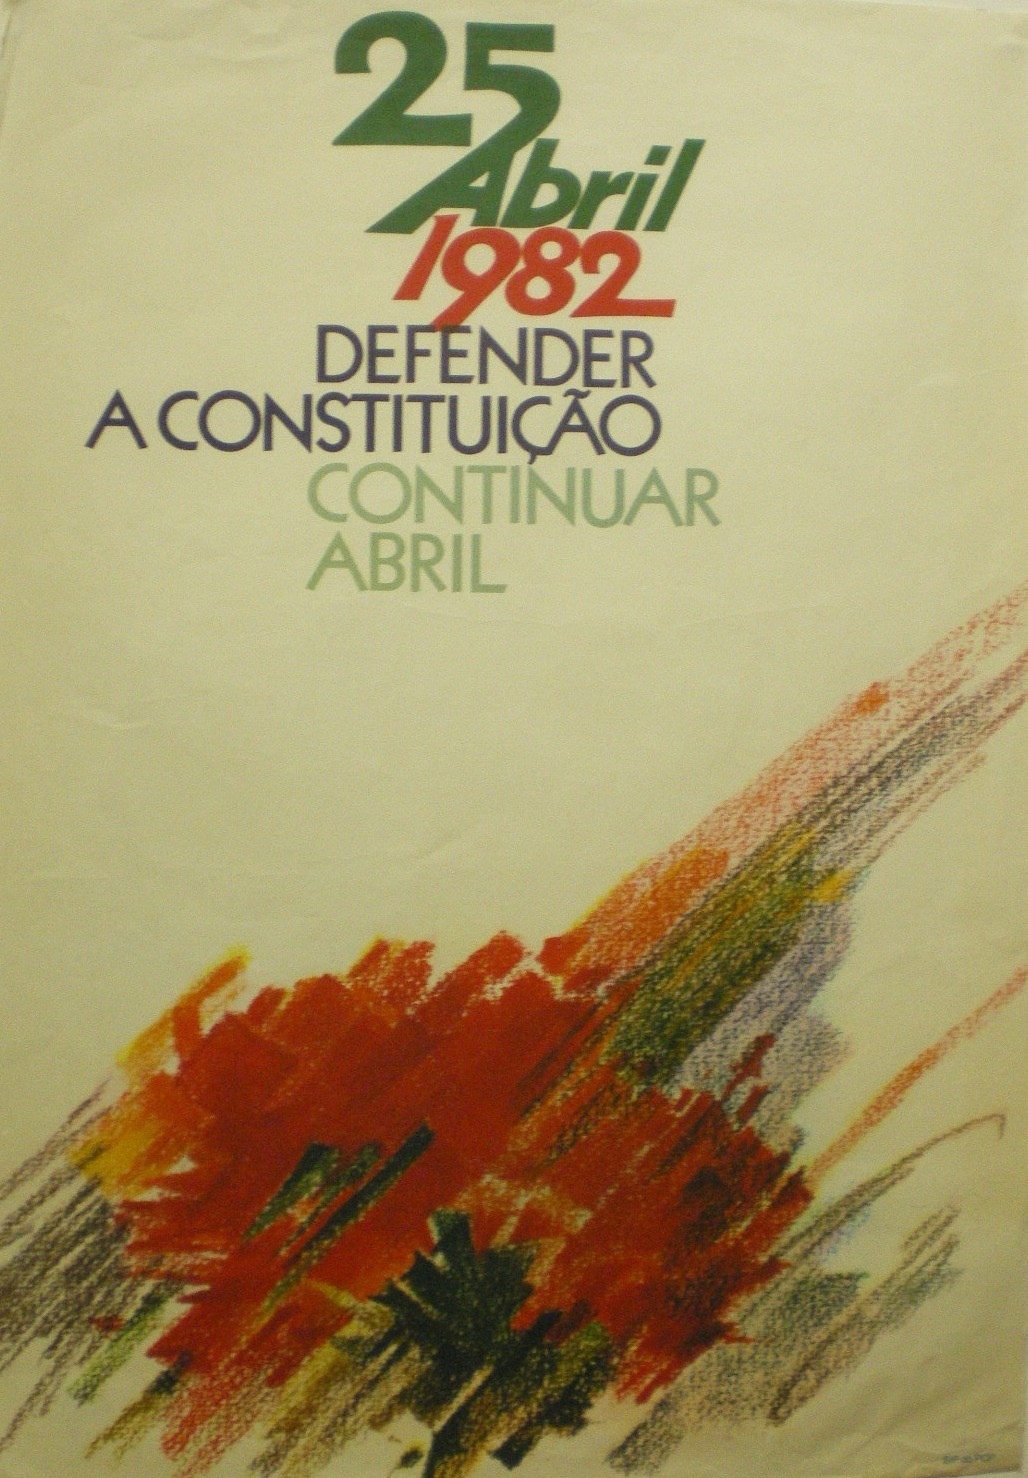 25
Abril
1982
DEFENDER
A CONSTITUIÇÃO
CONTINUAR
ABRIL